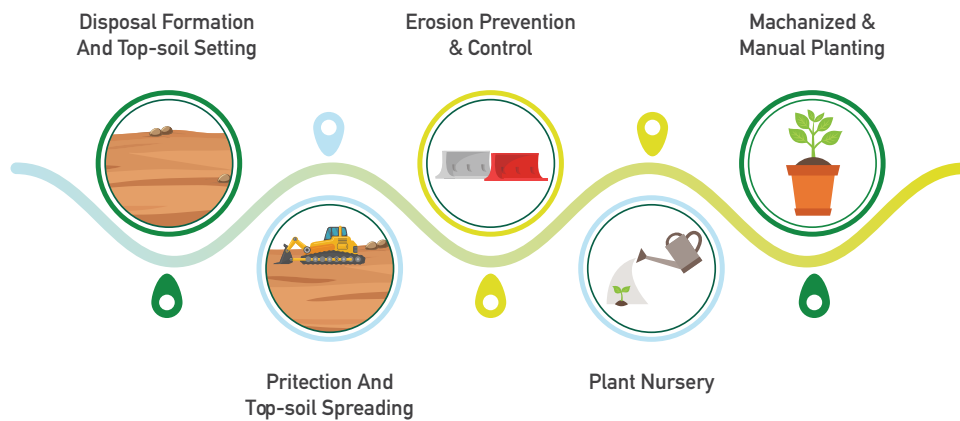 Disposal Formation
And Top-soil Setting
Pritection And
Top-soil Spreading
Erosion Prevention
& Control
Plant Nursery
Machanized &
Manual Planting